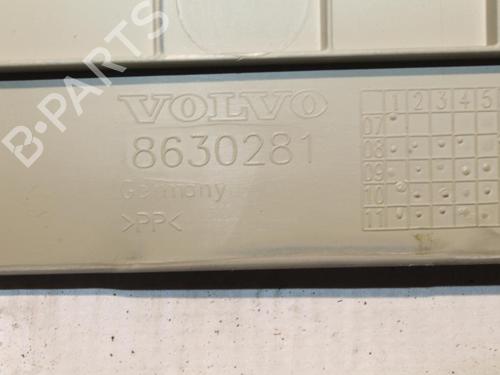 B-PARTS
VOLVO
8630281
Germany
>PP<
1 2 3 4 5
07
08
09
10
11